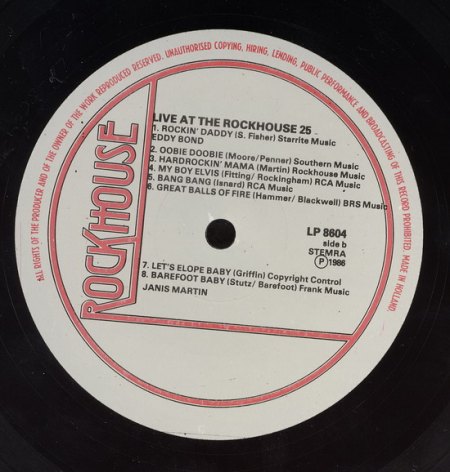 ALL RIGHTS OF THE PRODUCER AND OF THE OWNER OF THE WORK REPRODUCED RESERVED. UNAUTHORISED COPYING, HIRING, LENDING, PUBLIC PERFORMANCE AND BROADCASTING OF THIS RECORD PROHIBITED. MADE IN HOLLAND.
ROCKHOUSE
LIVE AT THE ROCKHOUSE 25
1. ROCKIN' DADDY (S. Fisher) Starrite Music
EDDY BOND
2. OOBIE DOOBIE (Moore/Penner) Southern Music
3. HARDROCKIN' MAMA (Martin) Rockhouse Music
4. MY BOY ELVIS (Fitting/ Rockingham) RCA Music
5. BANG BANG (Isnard) RCA Music
6. GREAT BALLS OF FIRE (Hammer/ Blackwell) BRS Music
LP 8604
side b
STEMRA
Ⓟ 1986
7. LET'S ELOPE BABY (Griffin) Copyright Control
8. BAREFOOT BABY (Stutz/ Barefoot) Frank Music
JANIS MARTIN